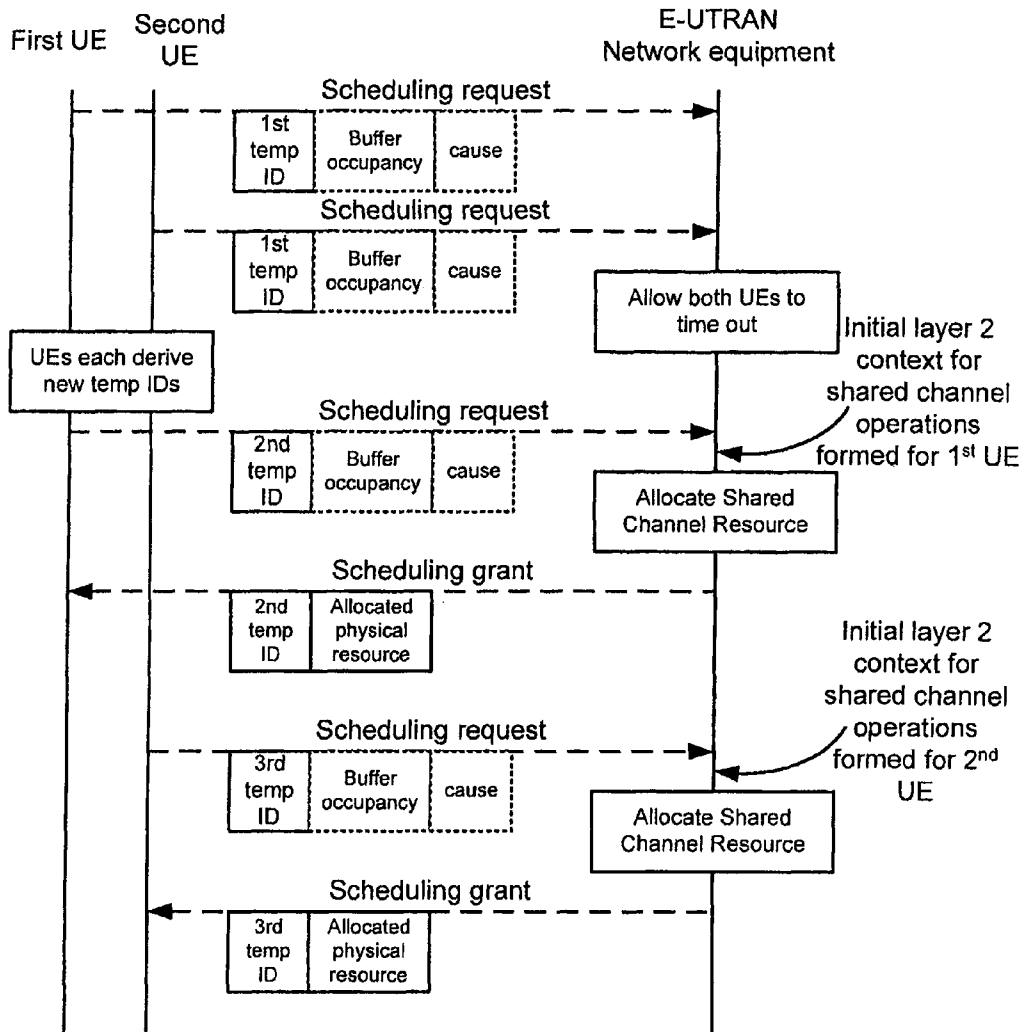 First UE
Second
UE
E-UTRAN
Network equipment
Scheduling request
1st
temp
ID
Buffer
occupancy
cause
Scheduling request
1st
temp
ID
Buffer
occupancy
cause
Allow both UEs to
time out
Initial layer 2
context for
shared channel
operations
formed for 1st UE
UEs each derive
new temp IDs
Scheduling request
2nd
temp
ID
Buffer
occupancy
cause
Allocate Shared
Channel Resource
Scheduling grant
2nd
temp
ID
Allocated
physical
resource
Initial layer 2
context for
shared channel
operations
formed for 2nd
UE
Scheduling request
3rd
temp
ID
Buffer
occupancy
cause
Allocate Shared
Channel Resource
Scheduling grant
3rd
temp
ID
Allocated
physical
resource